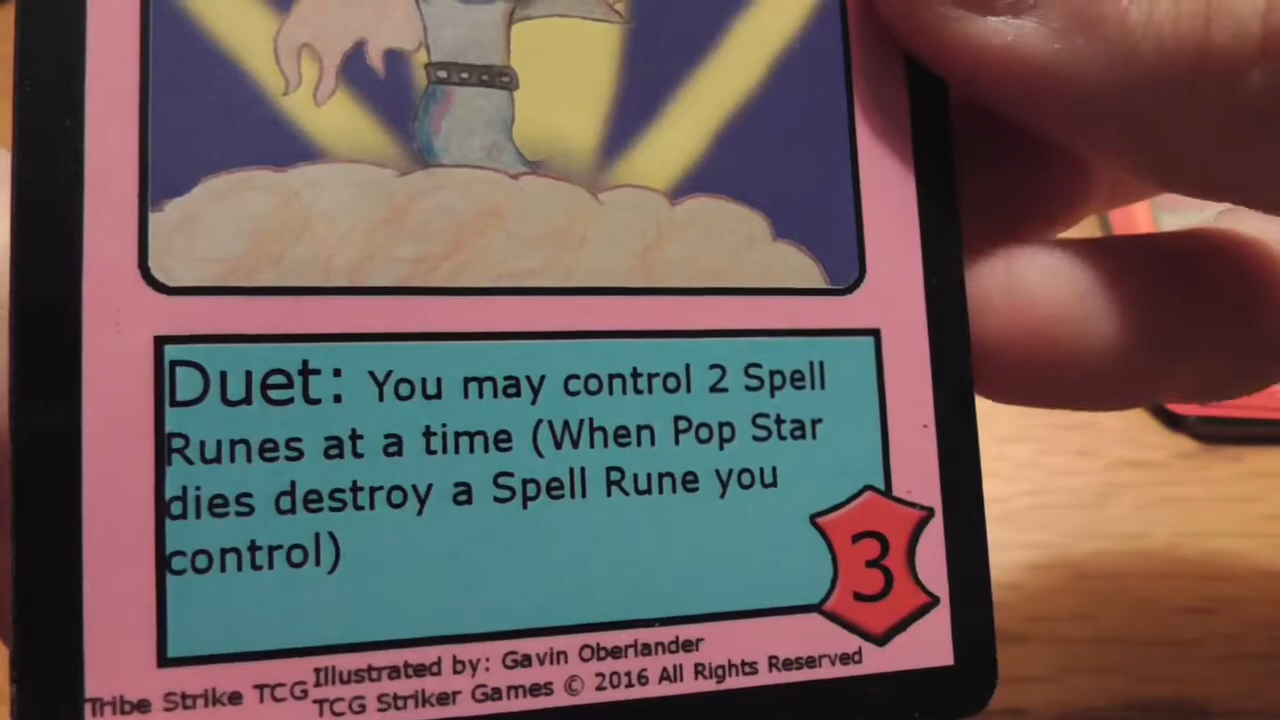 Duet: You may control 2 Spell
Runes at a time (When Pop Star
dies destroy a Spell Rune you
control)
3
Illustrated by: Gavin Oberlander
Tribe Strike TCG TCG Striker Games © 2016 All Rights Reserved